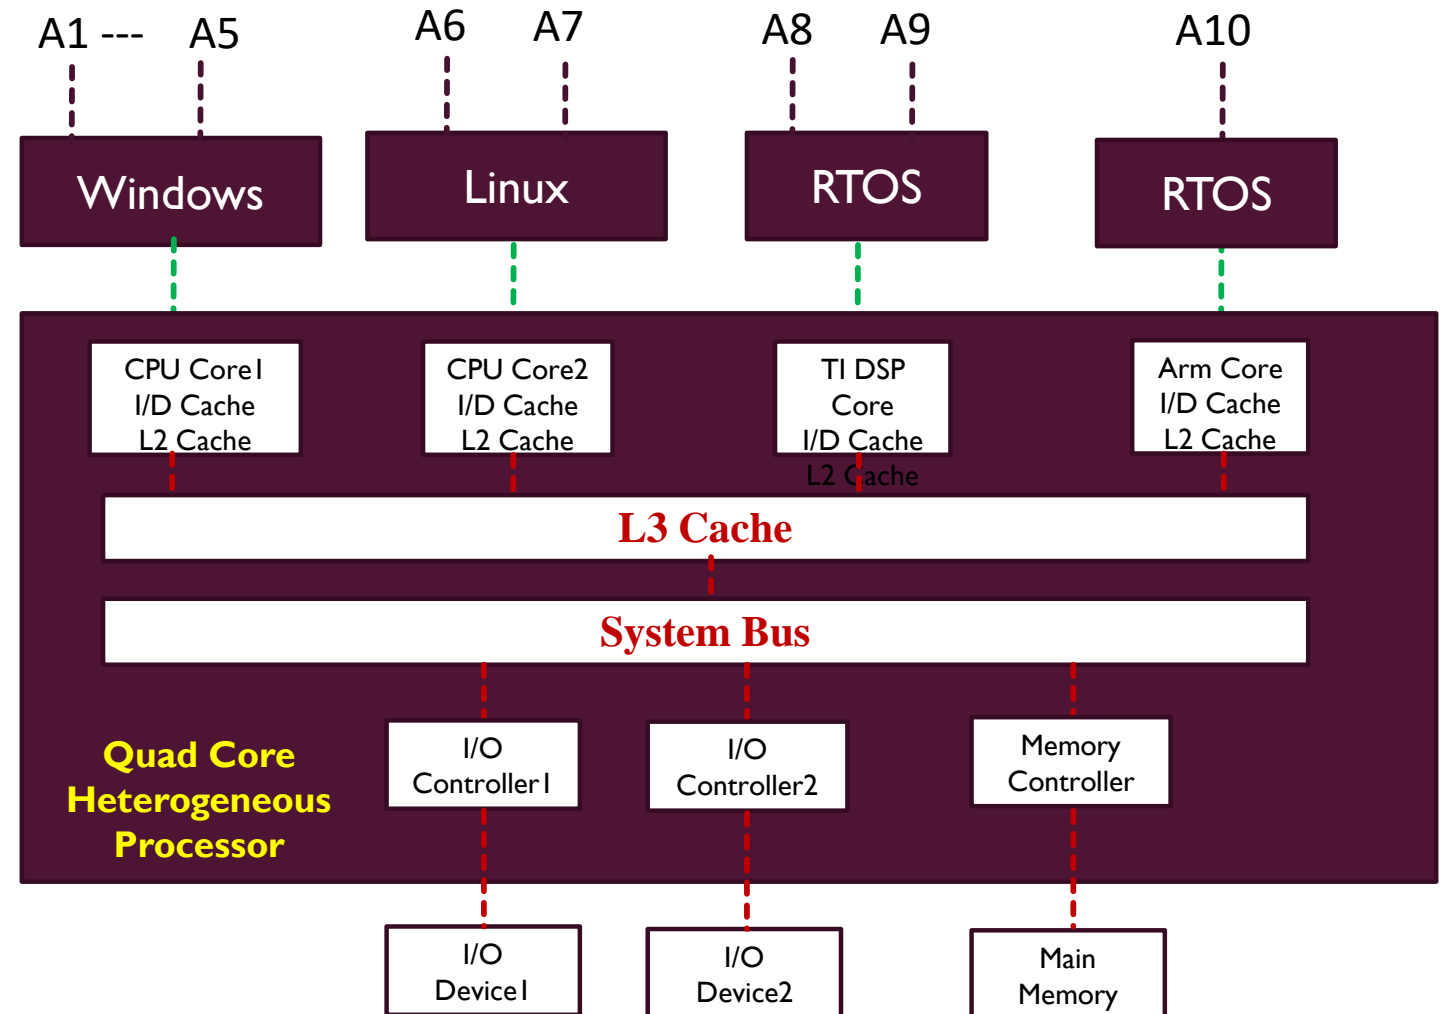 A1 --- A5
A6 A7
A8 A9
A10
Windows
Linux
RTOS
RTOS
CPU Core1
I/D Cache
L2 Cache
CPU Core2
I/D Cache
L2 Cache
TI DSP
Core
I/D Cache
L2 Cache
Arm Core
I/D Cache
L2 Cache
L3 Cache
System Bus
Quad Core
Heterogeneous
Processor
I/O
Controller1
I/O
Controller2
Memory
Controller
I/O
Device1
I/O
Device2
Main
Memory